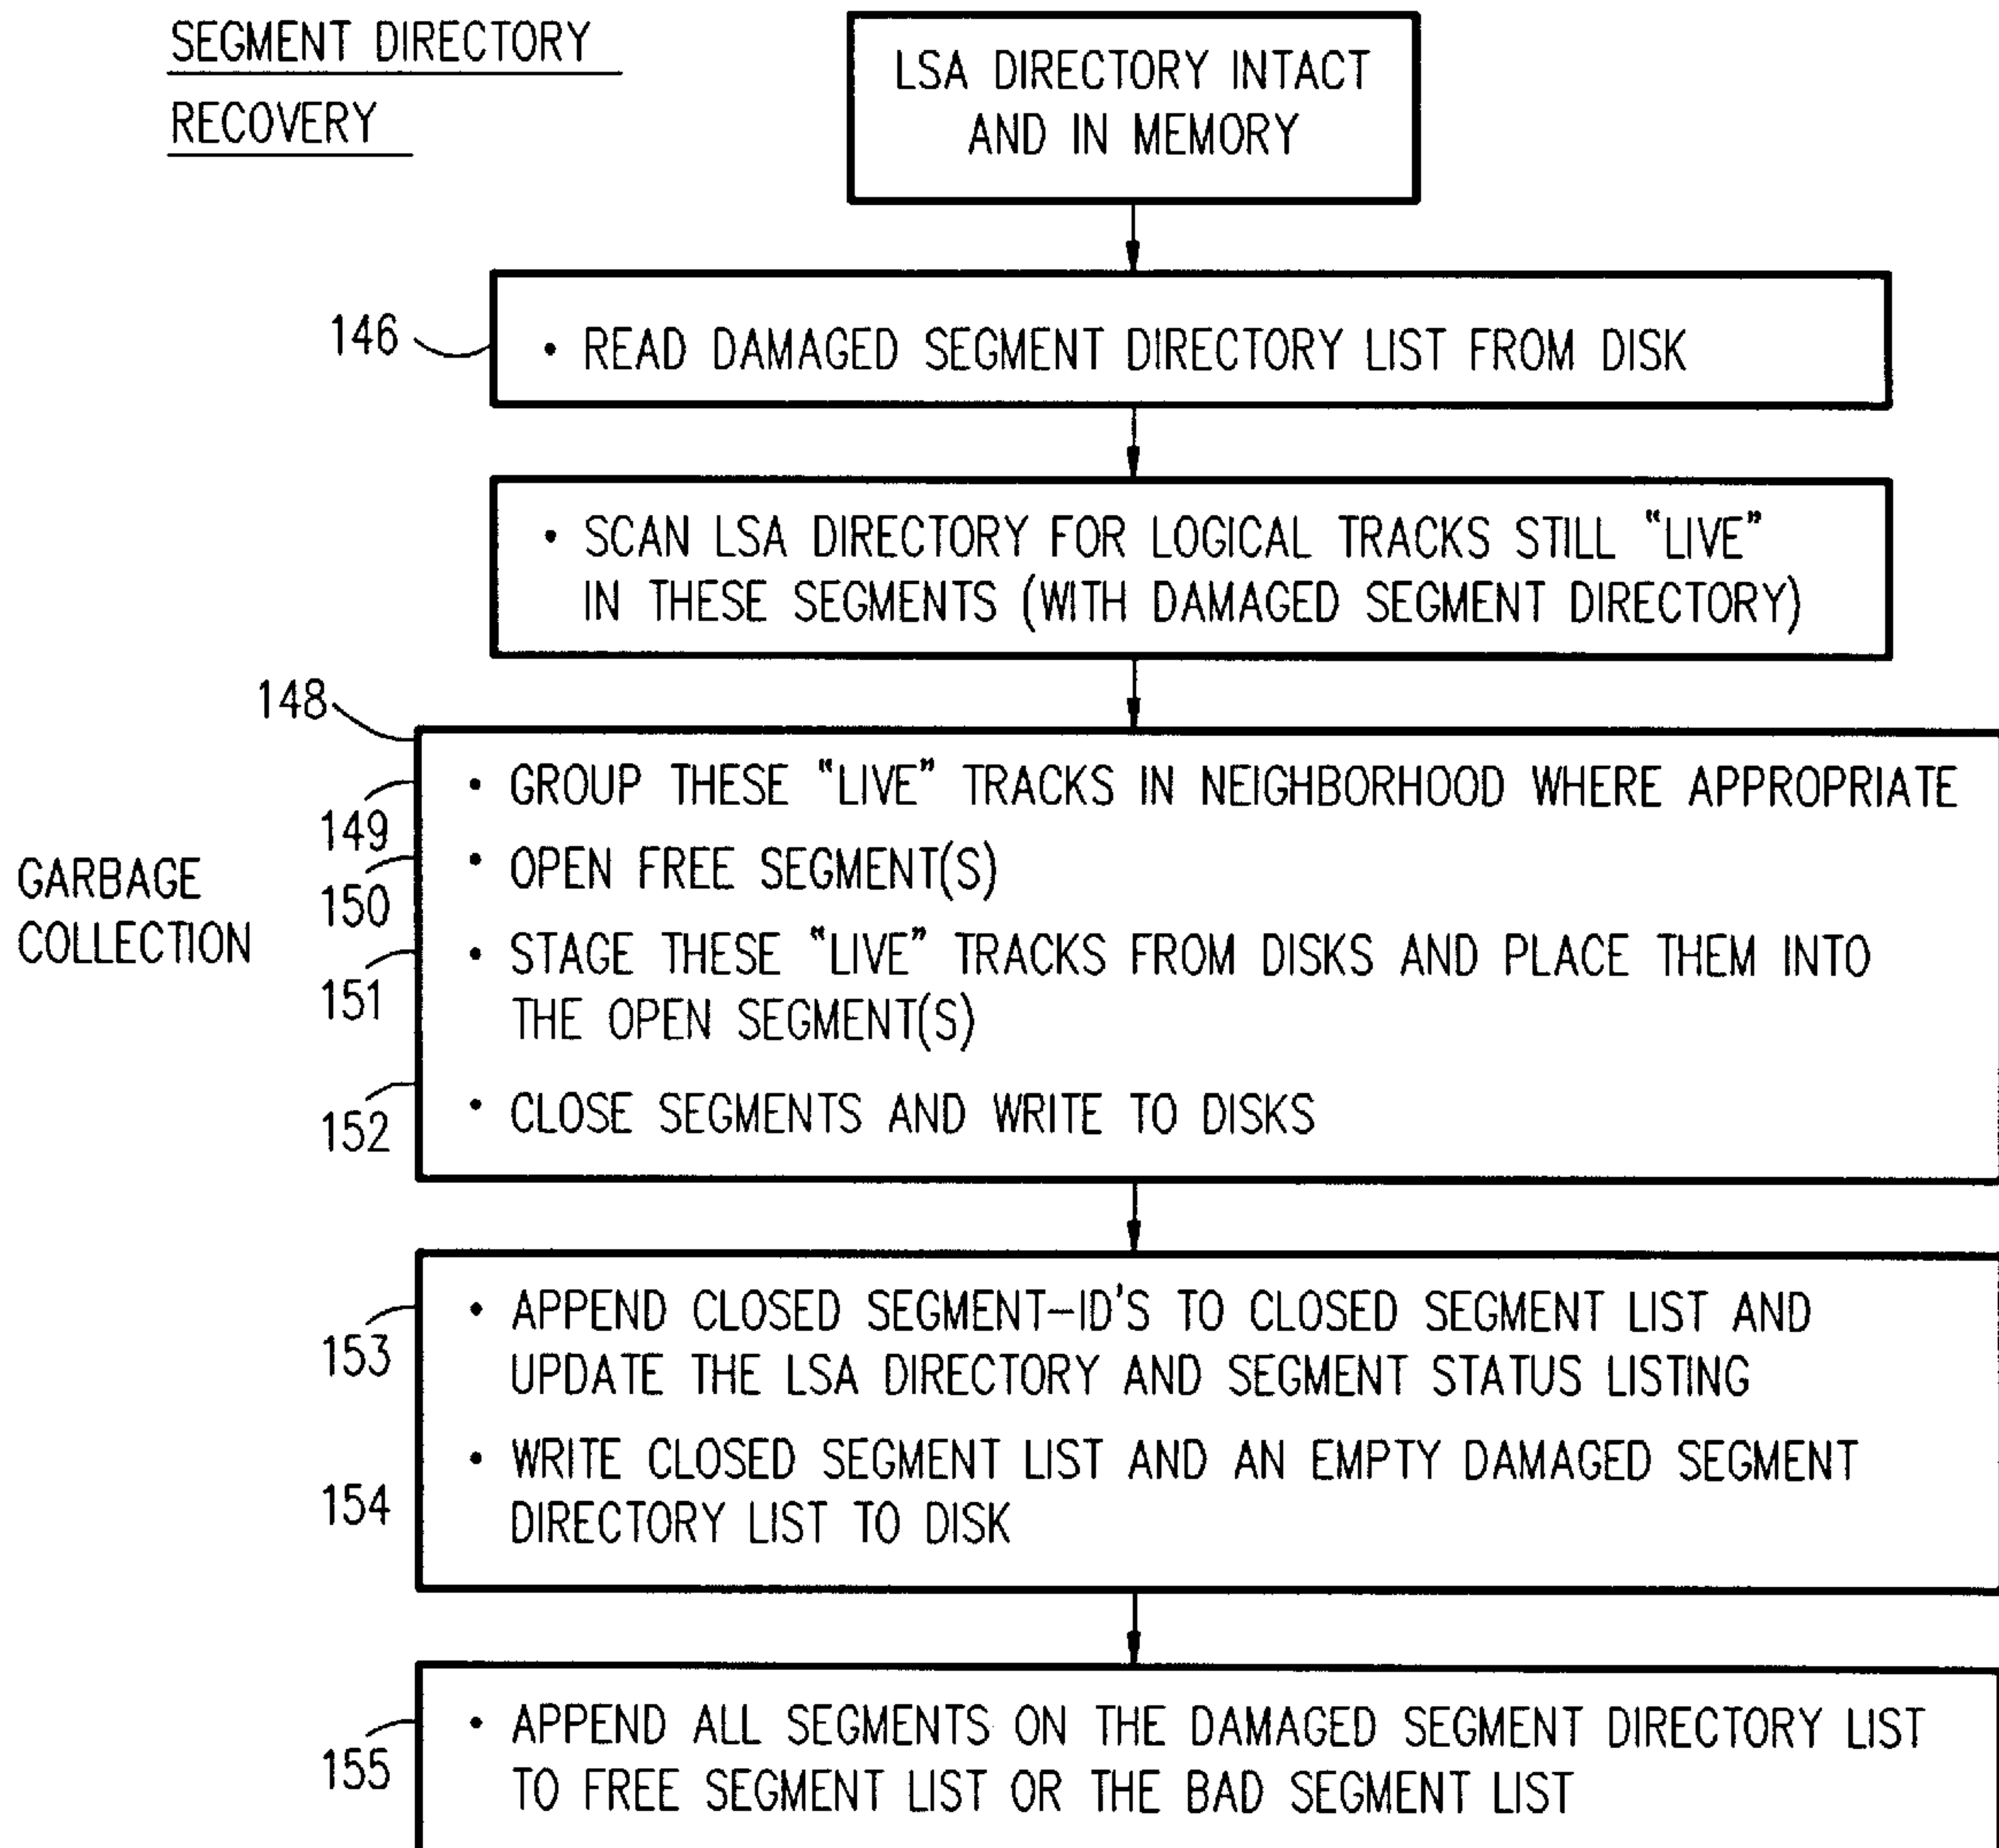 SEGMENT DIRECTORY
RECOVERY
LSA DIRECTORY INTACT
AND IN MEMORY
146
• READ DAMAGED SEGMENT DIRECTORY LIST FROM DISK
• SCAN LSA DIRECTORY FOR LOGICAL TRACKS STILL "LIVE"
IN THESE SEGMENTS (WITH DAMAGED SEGMENT DIRECTORY)
148
GARBAGE
COLLECTION
149
• GROUP THESE "LIVE" TRACKS IN NEIGHBORHOOD WHERE APPROPRIATE
150
• OPEN FREE SEGMENT(S)
151
• STAGE THESE "LIVE" TRACKS FROM DISKS AND PLACE THEM INTO
THE OPEN SEGMENT(S)
152
• CLOSE SEGMENTS AND WRITE TO DISKS
153
• APPEND CLOSED SEGMENT-ID'S TO CLOSED SEGMENT LIST AND
UPDATE THE LSA DIRECTORY AND SEGMENT STATUS LISTING
154
• WRITE CLOSED SEGMENT LIST AND AN EMPTY DAMAGED SEGMENT
DIRECTORY LIST TO DISK
155
• APPEND ALL SEGMENTS ON THE DAMAGED SEGMENT DIRECTORY LIST
TO FREE SEGMENT LIST OR THE BAD SEGMENT LIST